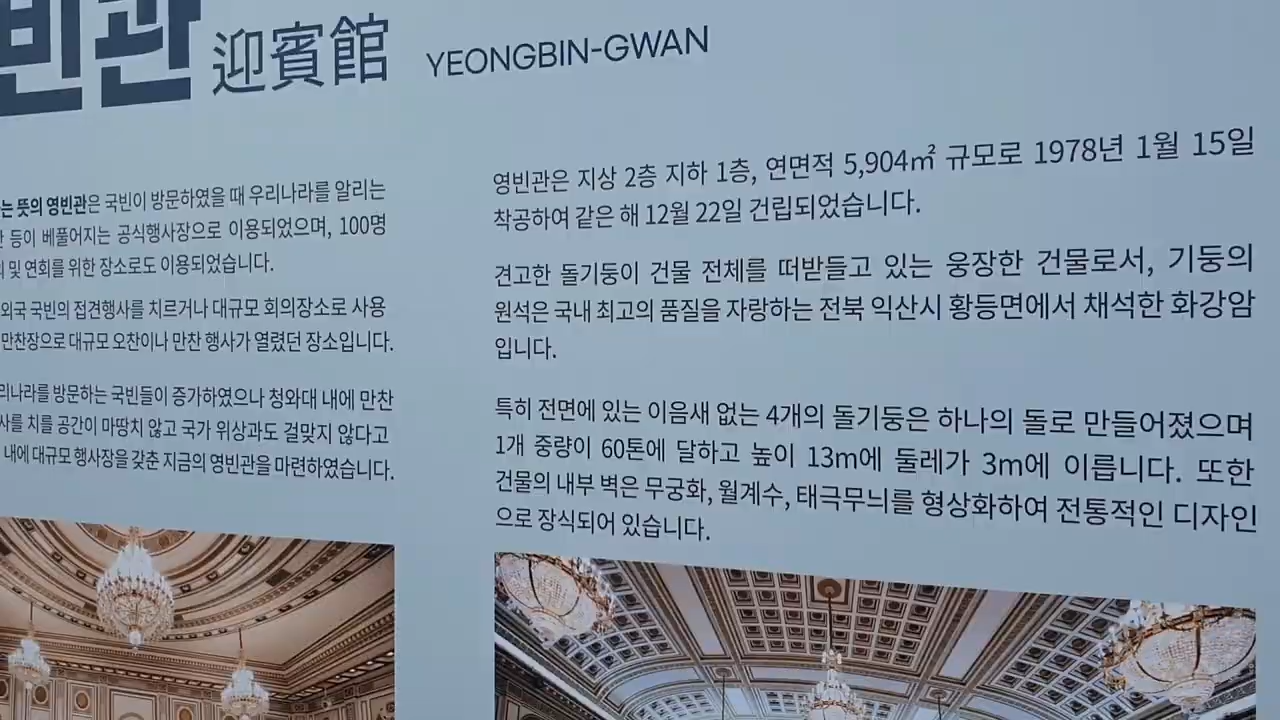 빈관 迎賓館 YEONGBIN-GWAN
는 뜻의 영빈관은 국빈이 방문하였을 때 우리나라를 알리는
등이 베풀어지는 공식행사장으로 이용되었으며, 100명
및 연회를 위한 장소로도 이용되었습니다.
외국 국빈의 접견행사를 치르거나 대규모 회의장소로 사용
만찬장으로 대규모 오찬이나 만찬 행사가 열렸던 장소입니다.
리나라를 방문하는 국빈들이 증가하였으나 청와대 내에 만찬
사를 치를 공간이 마땅치 않고 국가 위상과도 걸맞지 않다고
내에 대규모 행사장을 갖춘 지금의 영빈관을 마련하였습니다.
영빈관은 지상 2층 지하 1층, 연면적 5,904㎡ 규모로 1978년 1월 15일
착공하여 같은 해 12월 22일 건립되었습니다.
견고한 돌기둥이 건물 전체를 떠받들고 있는 웅장한 건물로서, 기둥의
원석은 국내 최고의 품질을 자랑하는 전북 익산시 황등면에서 채석한 화강암
입니다.
특히 전면에 있는 이음새 없는 4개의 돌기둥은 하나의 돌로 만들어졌으며
1개 중량이 60톤에 달하고 높이 13m에 둘레가 3m에 이릅니다. 또한
건물의 내부 벽은 무궁화, 월계수, 태극무늬를 형상화하여 전통적인 디자인
으로 장식되어 있습니다.